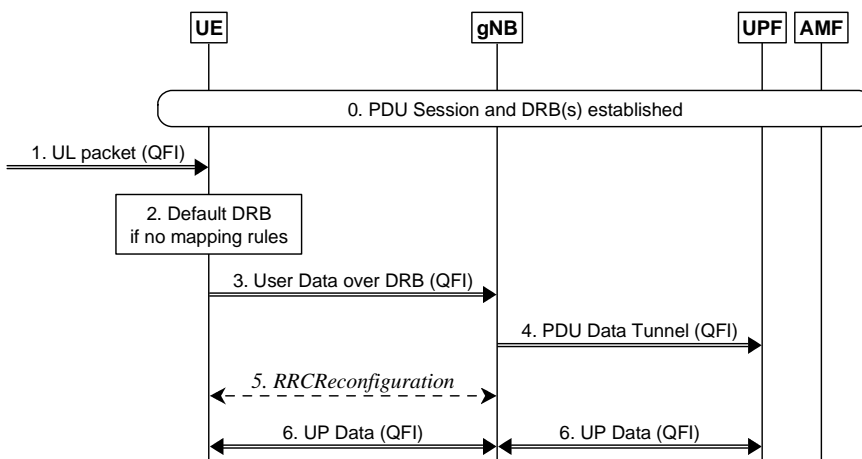 UE
gNB
UPF
AMF
0. PDU Session and DRB(s) established
1. UL packet (QFI)
2. Default DRB
if no mapping rules
3. User Data over DRB (QFI)
4. PDU Data Tunnel (QFI)
5. RRCReconfiguration
6. UP Data (QFI)
6. UP Data (QFI)